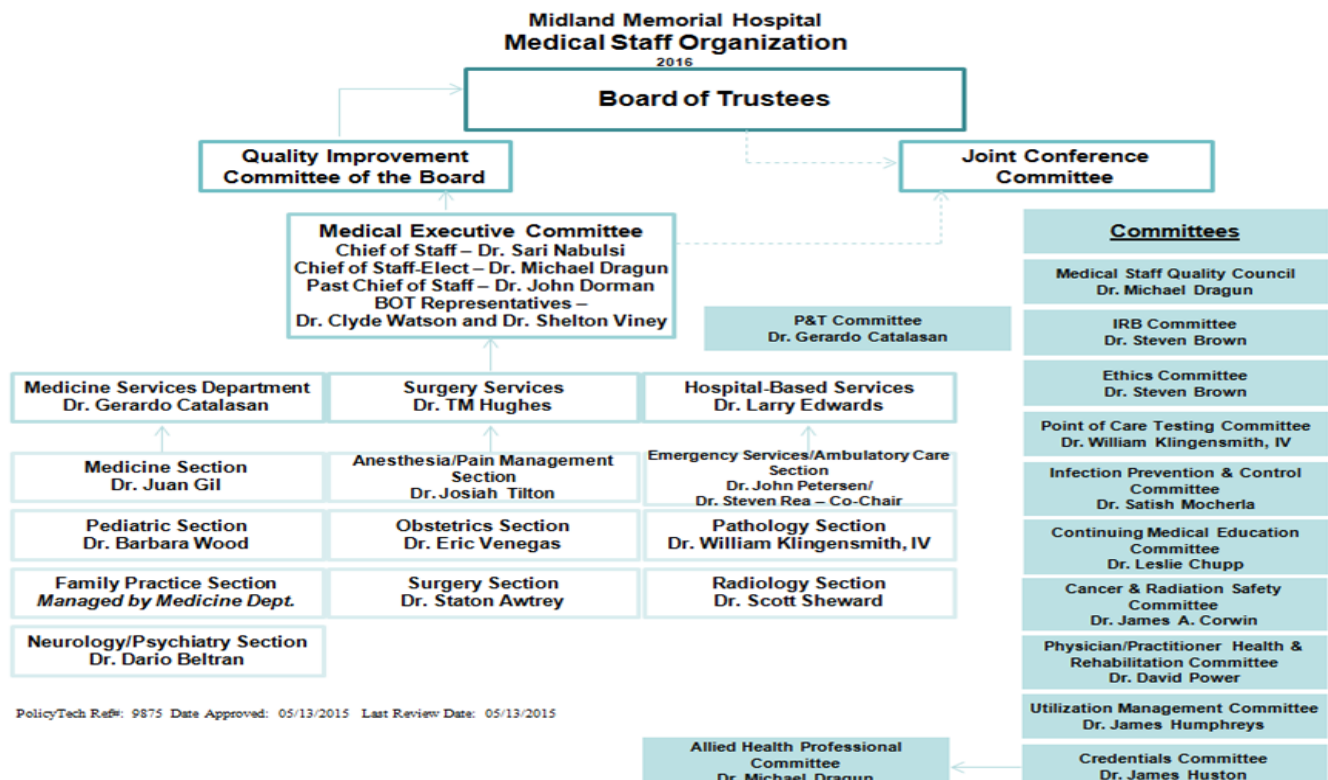 Midland Memorial Hospital
Medical Staff Organization
2016
Board of Trustees
Quality Improvement
Committee of the Board
Joint Conference
Committee
Medical Executive Committee
Chief of Staff – Dr. Sari Nabulsi
Chief of Staff-Elect – Dr. Michael Dragun
Past Chief of Staff – Dr. John Dorman
BOT Representatives –
Dr. Clyde Watson and Dr. Shelton Viney
P&T Committee
Dr. Gerardo Catalasan
Medicine Services Department
Dr. Gerardo Catalasan
Surgery Services
Dr. TM Hughes
Hospital-Based Services
Dr. Larry Edwards
Medicine Section
Dr. Juan Gil
Anesthesia/Pain Management
Section
Dr. Josiah Tilton
Emergency Services/Ambulatory Care
Section
Dr. John Petersen/
Dr. Steven Rea – Co-Chair
Pediatric Section
Dr. Barbara Wood
Obstetrics Section
Dr. Eric Venegas
Pathology Section
Dr. William Klingensmith, IV
Family Practice Section
Managed by Medicine Dept.
Surgery Section
Dr. Staton Awtrey
Radiology Section
Dr. Scott Sheward
Neurology/Psychiatry Section
Dr. Dario Beltran
Committees
Medical Staff Quality Council
Dr. Michael Dragun
IRB Committee
Dr. Steven Brown
Ethics Committee
Dr. Steven Brown
Point of Care Testing Committee
Dr. William Klingensmith, IV
Infection Prevention & Control
Committee
Dr. Satish Mocherla
Continuing Medical Education
Committee
Dr. Leslie Chupp
Cancer & Radiation Safety
Committee
Dr. James A. Corwin
Physician/Practitioner Health &
Rehabilitation Committee
Dr. David Power
Utilization Management Committee
Dr. James Humphreys
Credentials Committee
Dr. James Huston
Allied Health Professional
Committee
Dr. Michael Dragun
PolicyTech Ref#: 9875 Date Approved: 05/13/2015 Last Review Date: 05/13/2015